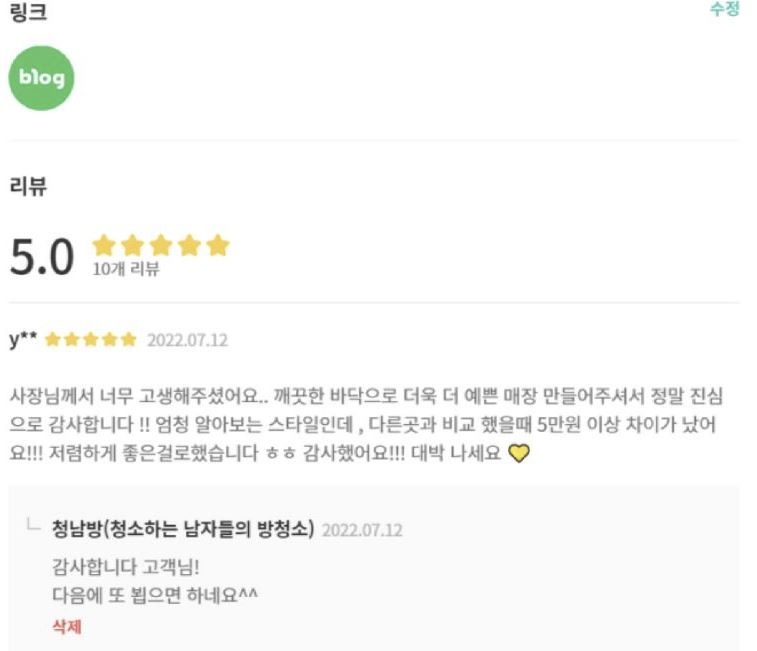 링크
수정
blog
리뷰
5.0
10개 리뷰
y** 2022.07.12
사장님께서 너무 고생해주셨어요.. 깨끗한 바닥으로 더욱 더 예쁜 매장 만들어주셔서 정말 진심
으로 감사합니다 !! 엄청 알아보는 스타일인데 , 다른곳과 비교 했을때 5만원 이상 차이가 났어
요!!! 저렴하게 좋은걸로했습니다 ㅎㅎ 감사했어요!!! 대박 나세요 💛
청남방(청소하는 남자들의 방청소) 2022.07.12
감사합니다 고객님!
다음에 또 뵙으면 하네요^^
삭제